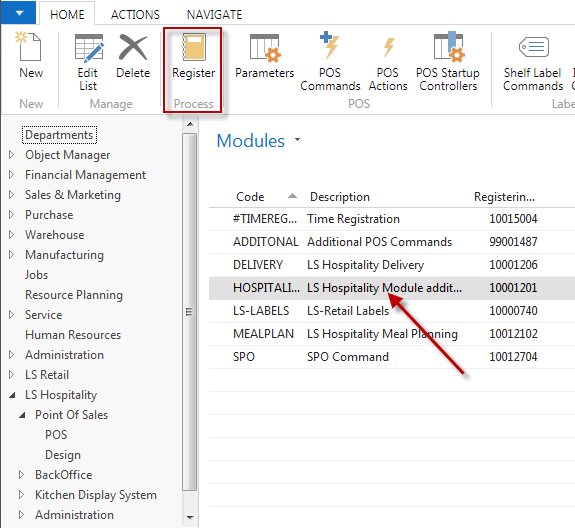 HOME ACTIONS NAVIGATE
New Edit List Delete Register Parameters POS Commands POS Actions POS Startup Controllers Shelf Label Commands
New Manage Process POS Labe
Departments
Object Manager
Financial Management
Sales & Marketing
Purchase
Warehouse
Manufacturing
Jobs
Resource Planning
Service
Human Resources
Administration
LS Retail
LS Hospitality
Point Of Sales
POS
Design
BackOffice
Kitchen Display System
Administration
Modules
Code Description Registerin...
#TIMEREG... Time Registration 10015004
ADDITONAL Additional POS Commands 99001487
DELIVERY LS Hospitality Delivery 10001206
HOSPITALI... LS Hospitality Module addit... 10001201
LS-LABELS LS-Retail Labels 10000740
MEALPLAN LS Hospitality Meal Planning 10012102
SPO SPO Command 10012704